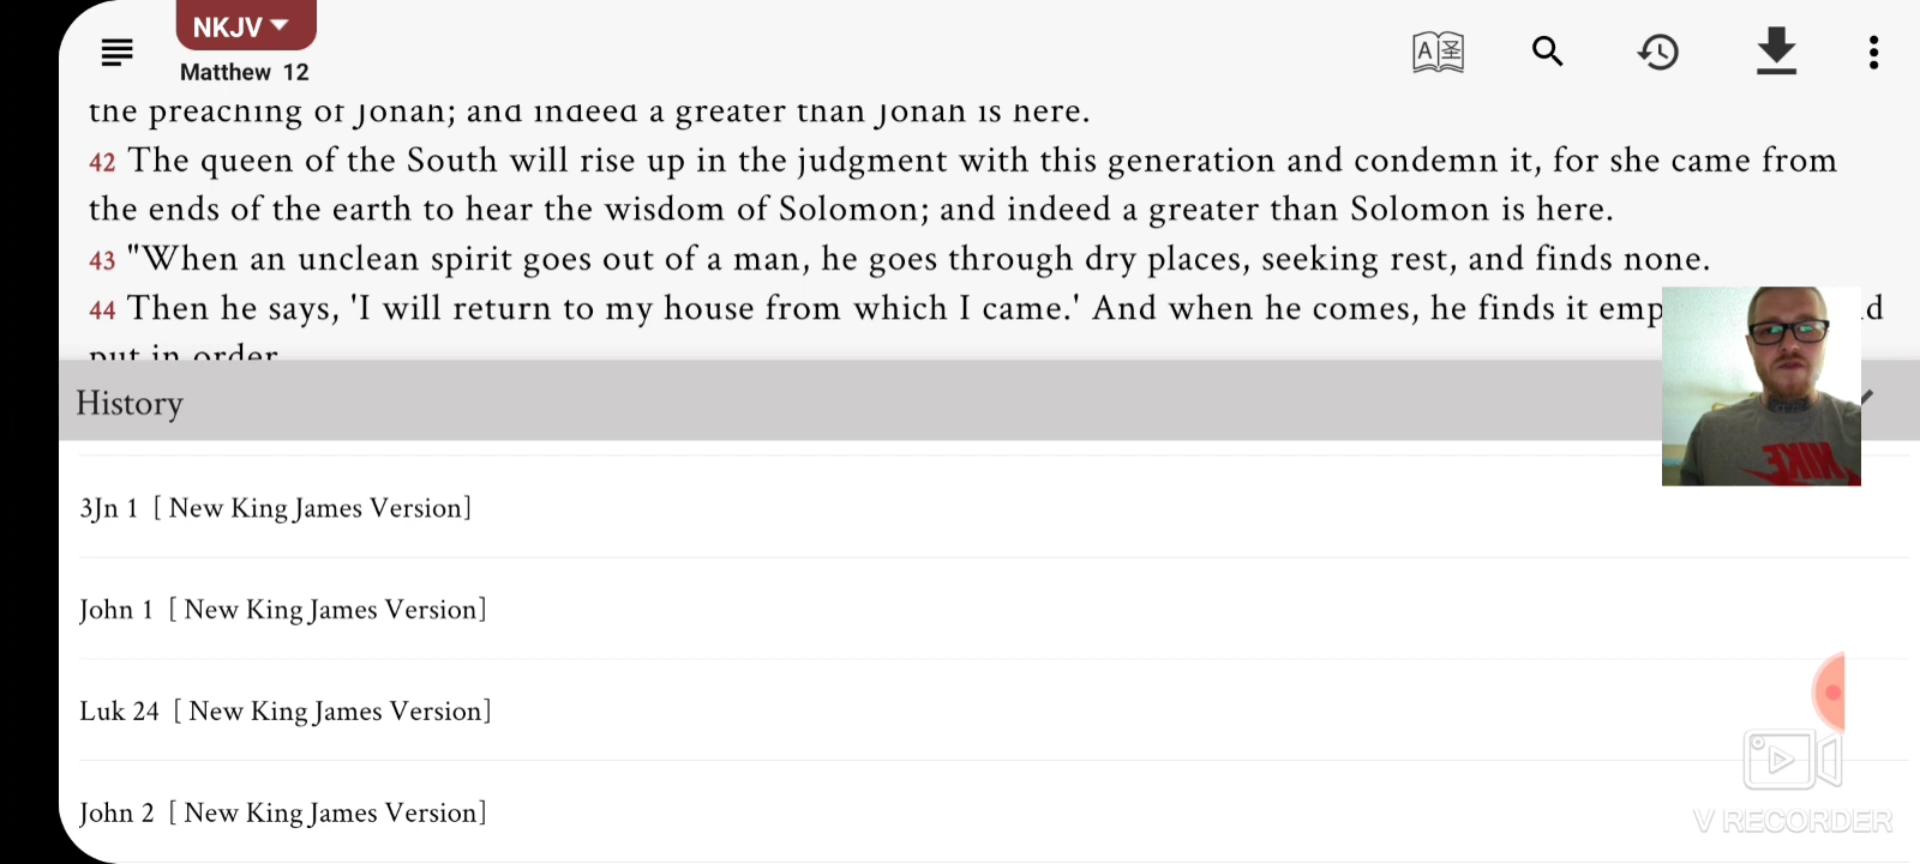 NKJV
Matthew 12
A 圣
the preaching of Jonah; and indeed a greater than Jonah is here.
42 The queen of the South will rise up in the judgment with this generation and condemn it, for she came from
the ends of the earth to hear the wisdom of Solomon; and indeed a greater than Solomon is here.
43 "When an unclean spirit goes out of a man, he goes through dry places, seeking rest, and finds none.
44 Then he says, 'I will return to my house from which I came.' And when he comes, he finds it
put in order
History
NIKE
3Jn 1 [ New King James Version]
John 1 [ New King James Version]
Luk 24 [ New King James Version]
John 2 [ New King James Version]
V RECORDER